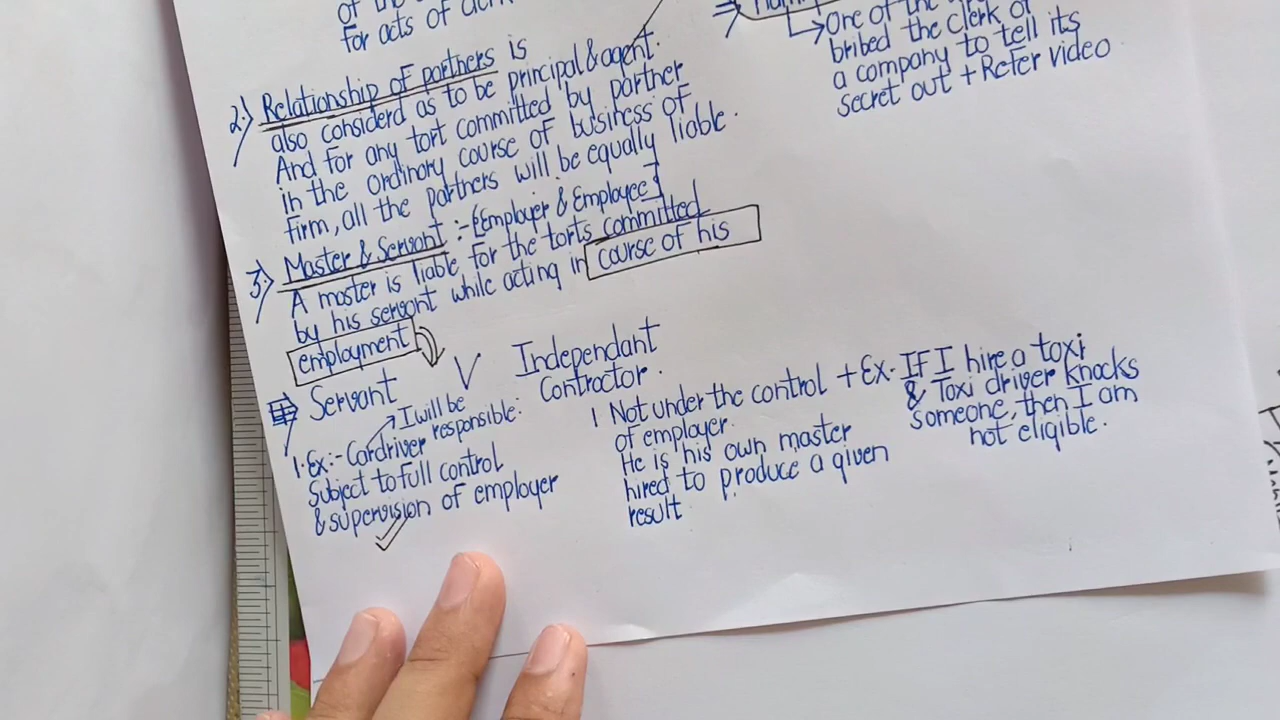 of the
for acts of
2.) Relationship of partners is
also considerd as to be principal & agent.
And for any tort committed by partner
in the ordinary course of business of
firm, all the partners will be equally liable.
3.) Master & Servant :- [Employer & Employee]
A master is liable for the torts committed
by his servant while acting in course of his
employment
Servant V Independant
Contractor.
I will be
responsible:
1. Ex:- Car driver
Subject to full control
& supervision of employer
1 Not under the control
of employer.
He is his own master
hired to produce a given
result
+ Ex. IF I hire a taxi
& Taxi driver knocks
someone, then I am
not eligible.
One of the
bribed the clerk of
a company to tell its
secret out + Refer video